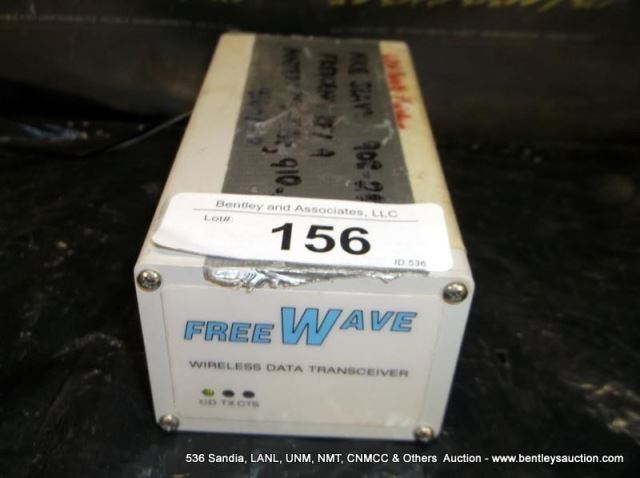 Bentley and Associates, LLC
Lot#:
156
ID:536
FREEWAVE
WIRELESS DATA TRANSCEIVER
CD TX CTS
536 Sandia, LANL, UNM, NMT, CNMCC & Others Auction - www.bentleysauction.com